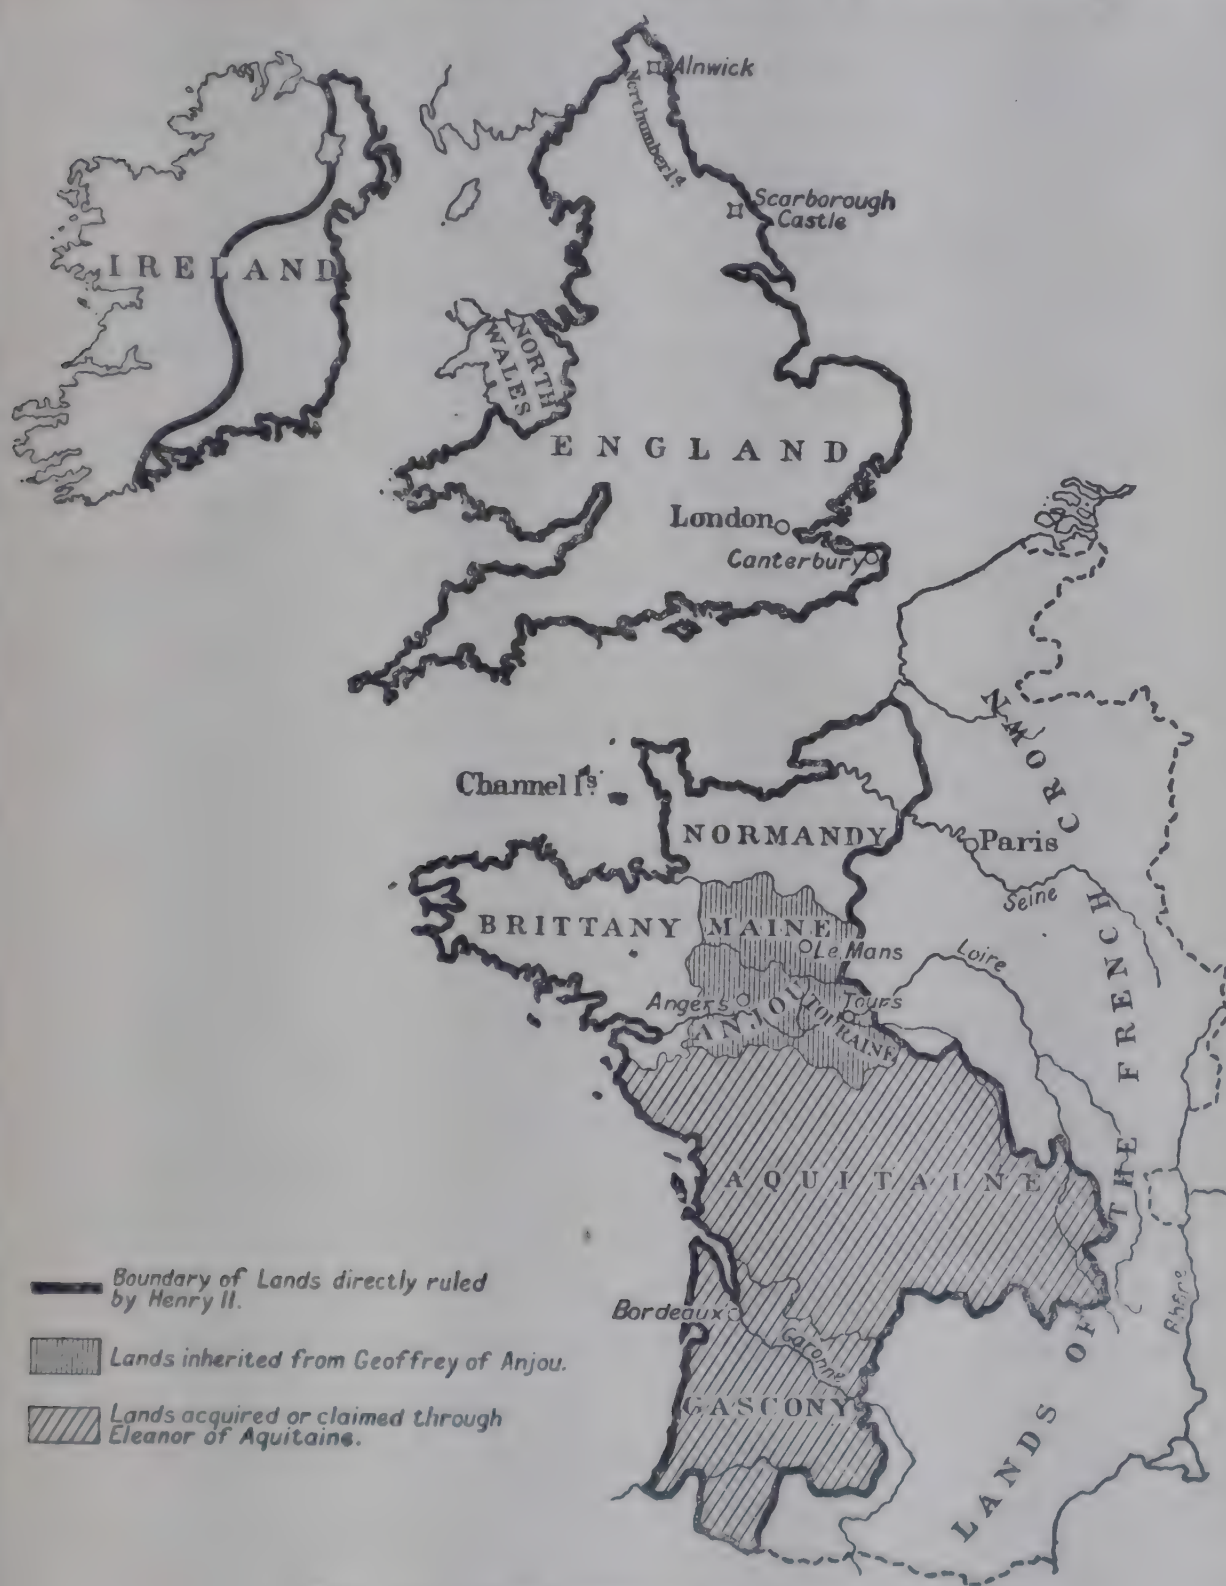 Alnwick
Northumberld.
Scarborough
Castle
IRELAND
NORTH
WALES
ENGLAND
London
Canterbury
Channel Is.
NORMANDY
Paris
Seine
BRITTANY
MAINE
Le Mans
Loire
Angers
ANJOU
Tours
TOURAINE
AQUITAINE
Bordeaux
Garonne
GASCONY
Rhône
LANDS OF THE FRENCH CROWN
Boundary of Lands directly ruled
by Henry II.
Lands inherited from Geoffrey of Anjou.
Lands acquired or claimed through
Eleanor of Aquitaine.